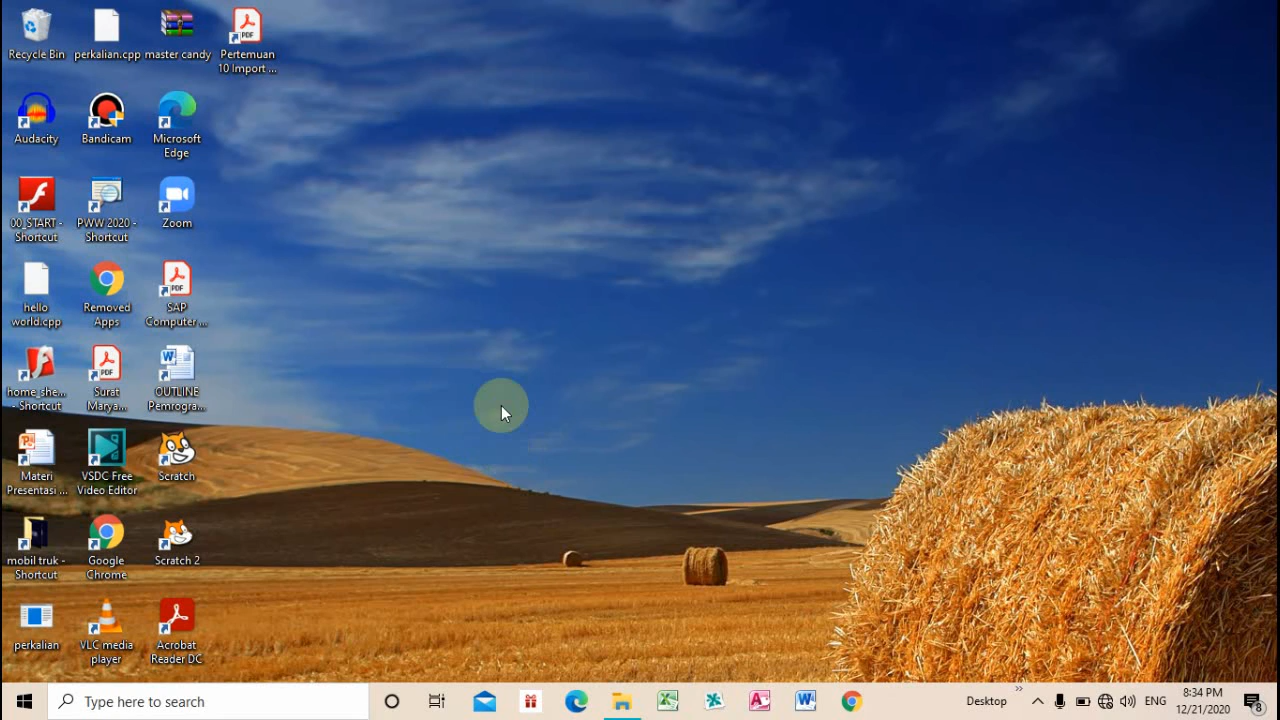 Recycle Bin
perkalian.cpp
master candy
Pertemuan
10 Import ...
Audacity
Bandicam
Microsoft
Edge
00_START -
Shortcut
PWW 2020 -
Shortcut
Zoom
hello
world.cpp
Removed
Apps
SAP
Computer ...
home_she...
- Shortcut
Surat
Marya...
OUTLINE
Pemrogra...
Materi
Presentasi ...
VSDC Free
Video Editor
Scratch
mobil truk -
Shortcut
Google
Chrome
Scratch 2
perkalian
VLC media
player
Acrobat
Reader DC
Type here to search
Desktop
ENG
8:34 PM
12/21/2020
8